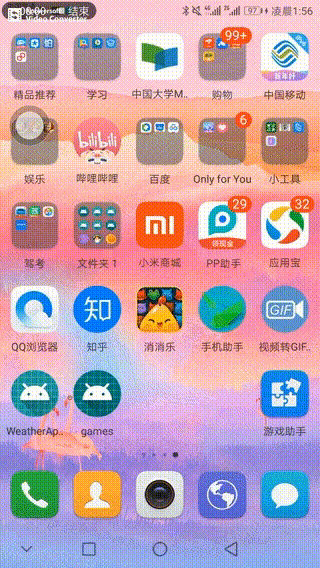 00:00 结束 4G 2G 97 凌晨1:56
Video Converter
99+
新年好
精品推荐 学习 中国大学M.. 购物 中国移动
6
bilibili
娱乐 哔哩哔哩 百度 Only for You 小工具
29 32
领现金
驾考 文件夹 1 小米商城 PP助手 应用宝
知 GIF
QQ浏览器 知乎 消消乐 手机助手 视频转GIF..
WeatherAp.. games 游戏助手